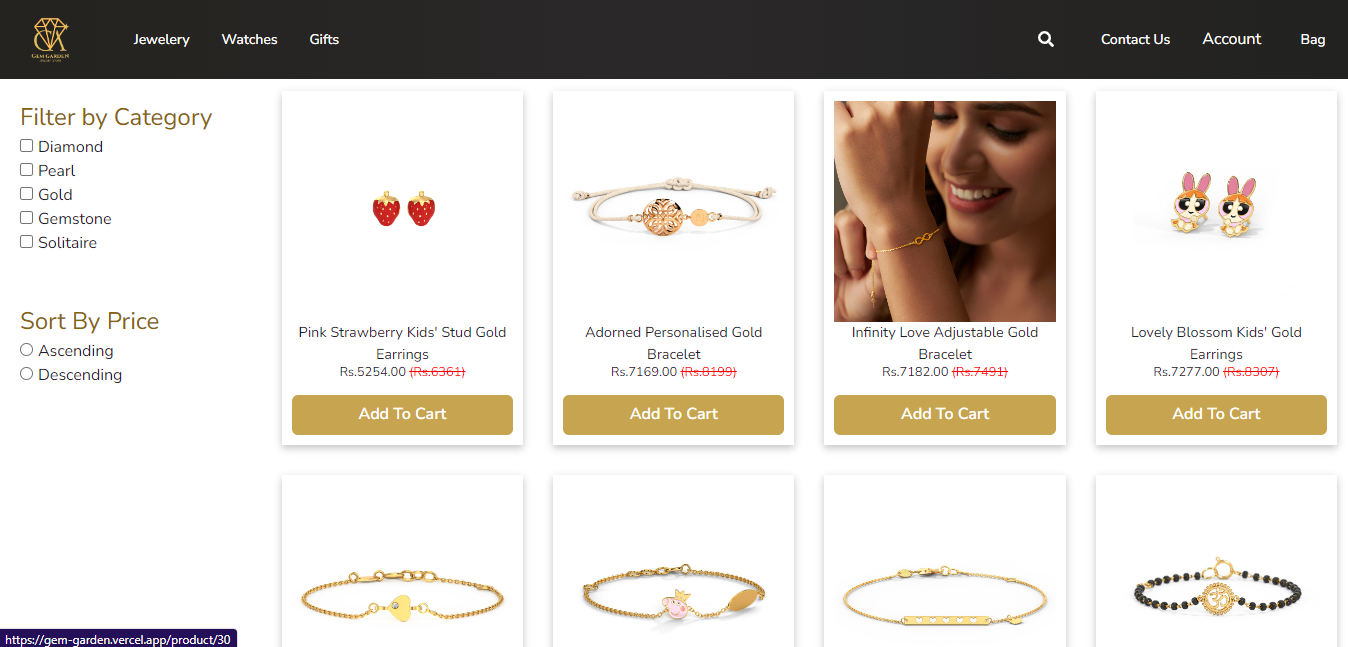 GEM GARDEN
Jewelery
Watches
Gifts
Contact Us
Account
Bag
Filter by Category
Diamond
Pearl
Gold
Gemstone
Solitaire
Sort By Price
Ascending
Descending
Pink Strawberry Kids' Stud Gold
Earrings
Rs.5254.00 (Rs.6361)
Add To Cart
Adorned Personalised Gold
Bracelet
Rs.7169.00 (Rs.8199)
Add To Cart
Infinity Love Adjustable Gold
Bracelet
Rs.7182.00 (Rs.7491)
Add To Cart
Lovely Blossom Kids' Gold
Earrings
Rs.7277.00 (Rs.8307)
Add To Cart
https://gem-garden.vercel.app/product/30